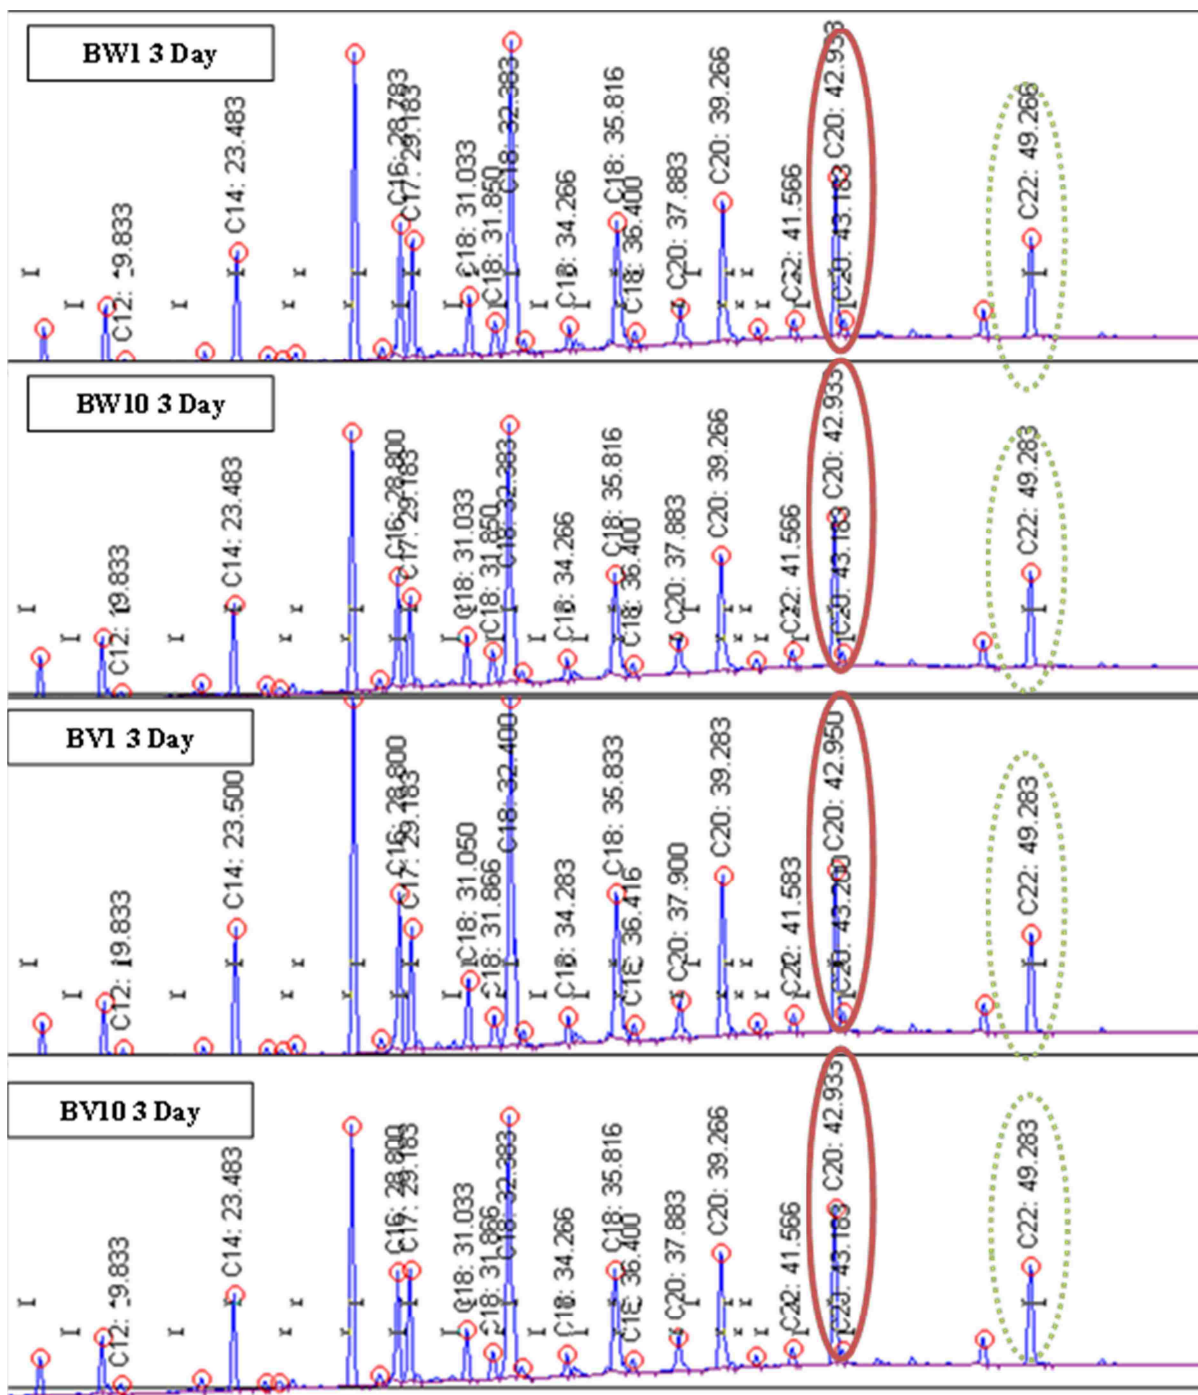 BW1 3 Day
C12: 19.833
C14: 23.483
C16: 28.783
C17: 29.183
C18: 31.033
C18: 31.850
C18: 32.383
C18: 34.266
C18: 35.816
C18: 36.400
C20: 37.883
C20: 39.266
C22: 41.566
C20: 42.933
C20: 43.183
C22: 49.266
BW10 3 Day
C12: 19.833
C14: 23.483
C16: 28.800
C17: 29.183
C18: 31.033
C18: 31.850
C18: 32.383
C18: 34.266
C18: 35.816
C18: 36.400
C20: 37.883
C20: 39.266
C22: 41.566
C20: 42.933
C20: 43.183
C22: 49.283
BV1 3 Day
C12: 19.833
C14: 23.500
C16: 28.800
C17: 29.183
C18: 31.050
C18: 31.866
C18: 32.400
C18: 34.283
C18: 35.833
C18: 36.416
C20: 37.900
C20: 39.283
C22: 41.583
C20: 42.950
C20: 43.200
C22: 49.283
BV10 3 Day
C12: 19.833
C14: 23.483
C16: 28.800
C17: 29.183
C18: 31.033
C18: 31.866
C18: 32.383
C18: 34.266
C18: 35.816
C18: 36.400
C20: 37.883
C20: 39.266
C22: 41.566
C20: 42.933
C20: 43.183
C22: 49.283